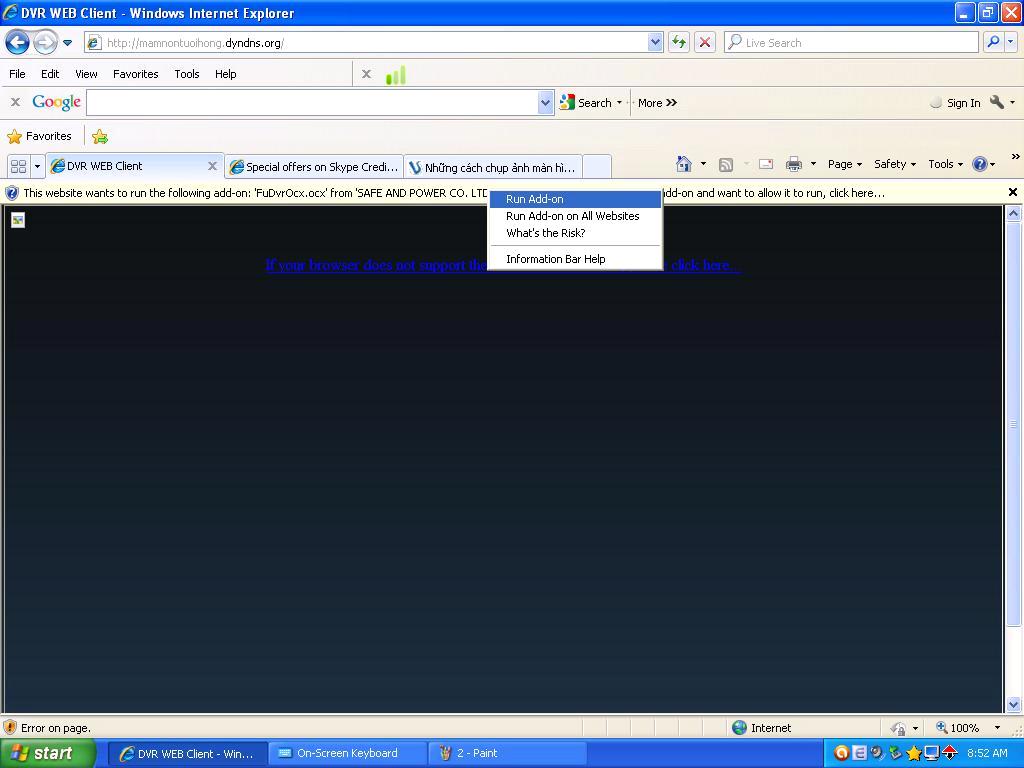 DVR WEB Client - Windows Internet Explorer
http://mamnontuoihong.dyndns.org/
Live Search
File Edit View Favorites Tools Help
Google
Search
More
Sign In
Favorites
DVR WEB Client
Special offers on Skype Credi...
Những cách chụp ảnh màn hì...
Page
Safety
Tools
This website wants to run the following add-on: 'FuDvrOcx.ocx' from 'SAFE AND POWER CO. LTD
dd-on and want to allow it to run, click here...
Run Add-on
Run Add-on on All Websites
What's the Risk?
Information Bar Help
If your browser does not support the
click here...
Error on page.
Internet
100%
start
DVR WEB Client - Win...
On-Screen Keyboard
2 - Paint
8:52 AM